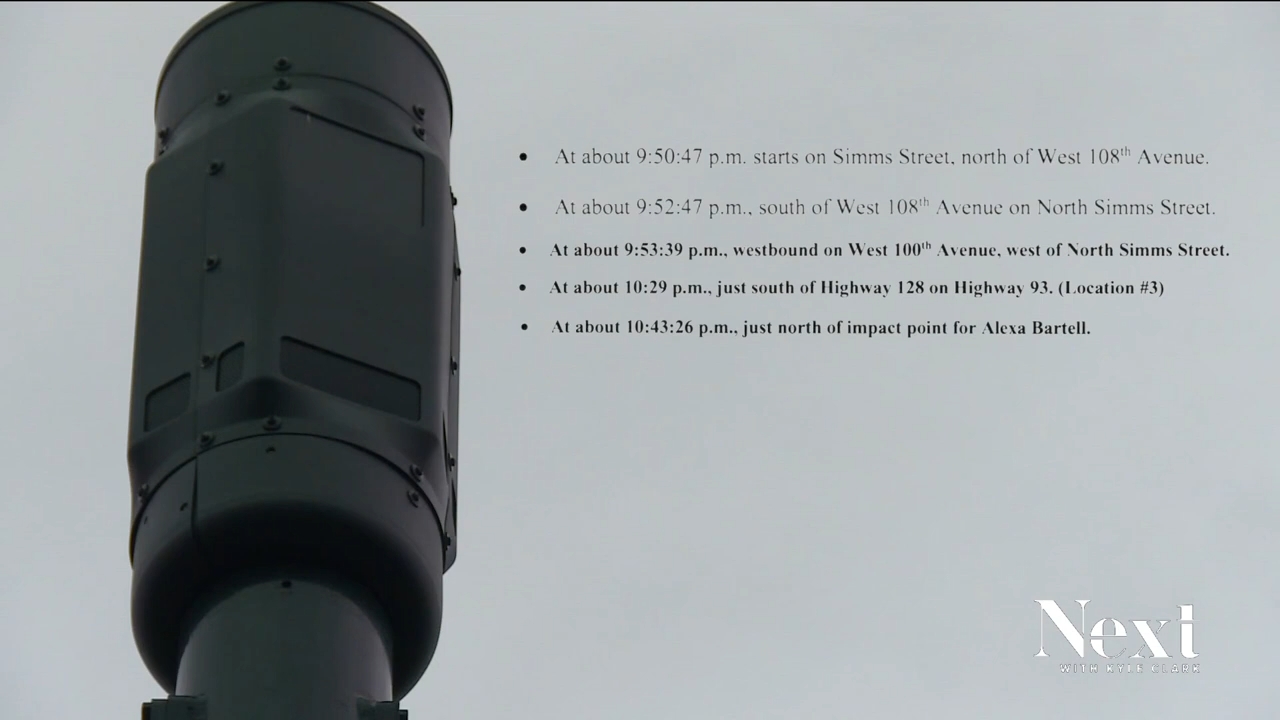 • At about 9:50:47 p.m. starts on Simms Street, north of West 108th Avenue.
• At about 9:52:47 p.m., south of West 108th Avenue on North Simms Street.
• At about 9:53:39 p.m., westbound on West 100th Avenue, west of North Simms Street.
• At about 10:29 p.m., just south of Highway 128 on Highway 93. (Location #3)
• At about 10:43:26 p.m., just north of impact point for Alexa Bartell.
Next
WITH KYLE CLARK